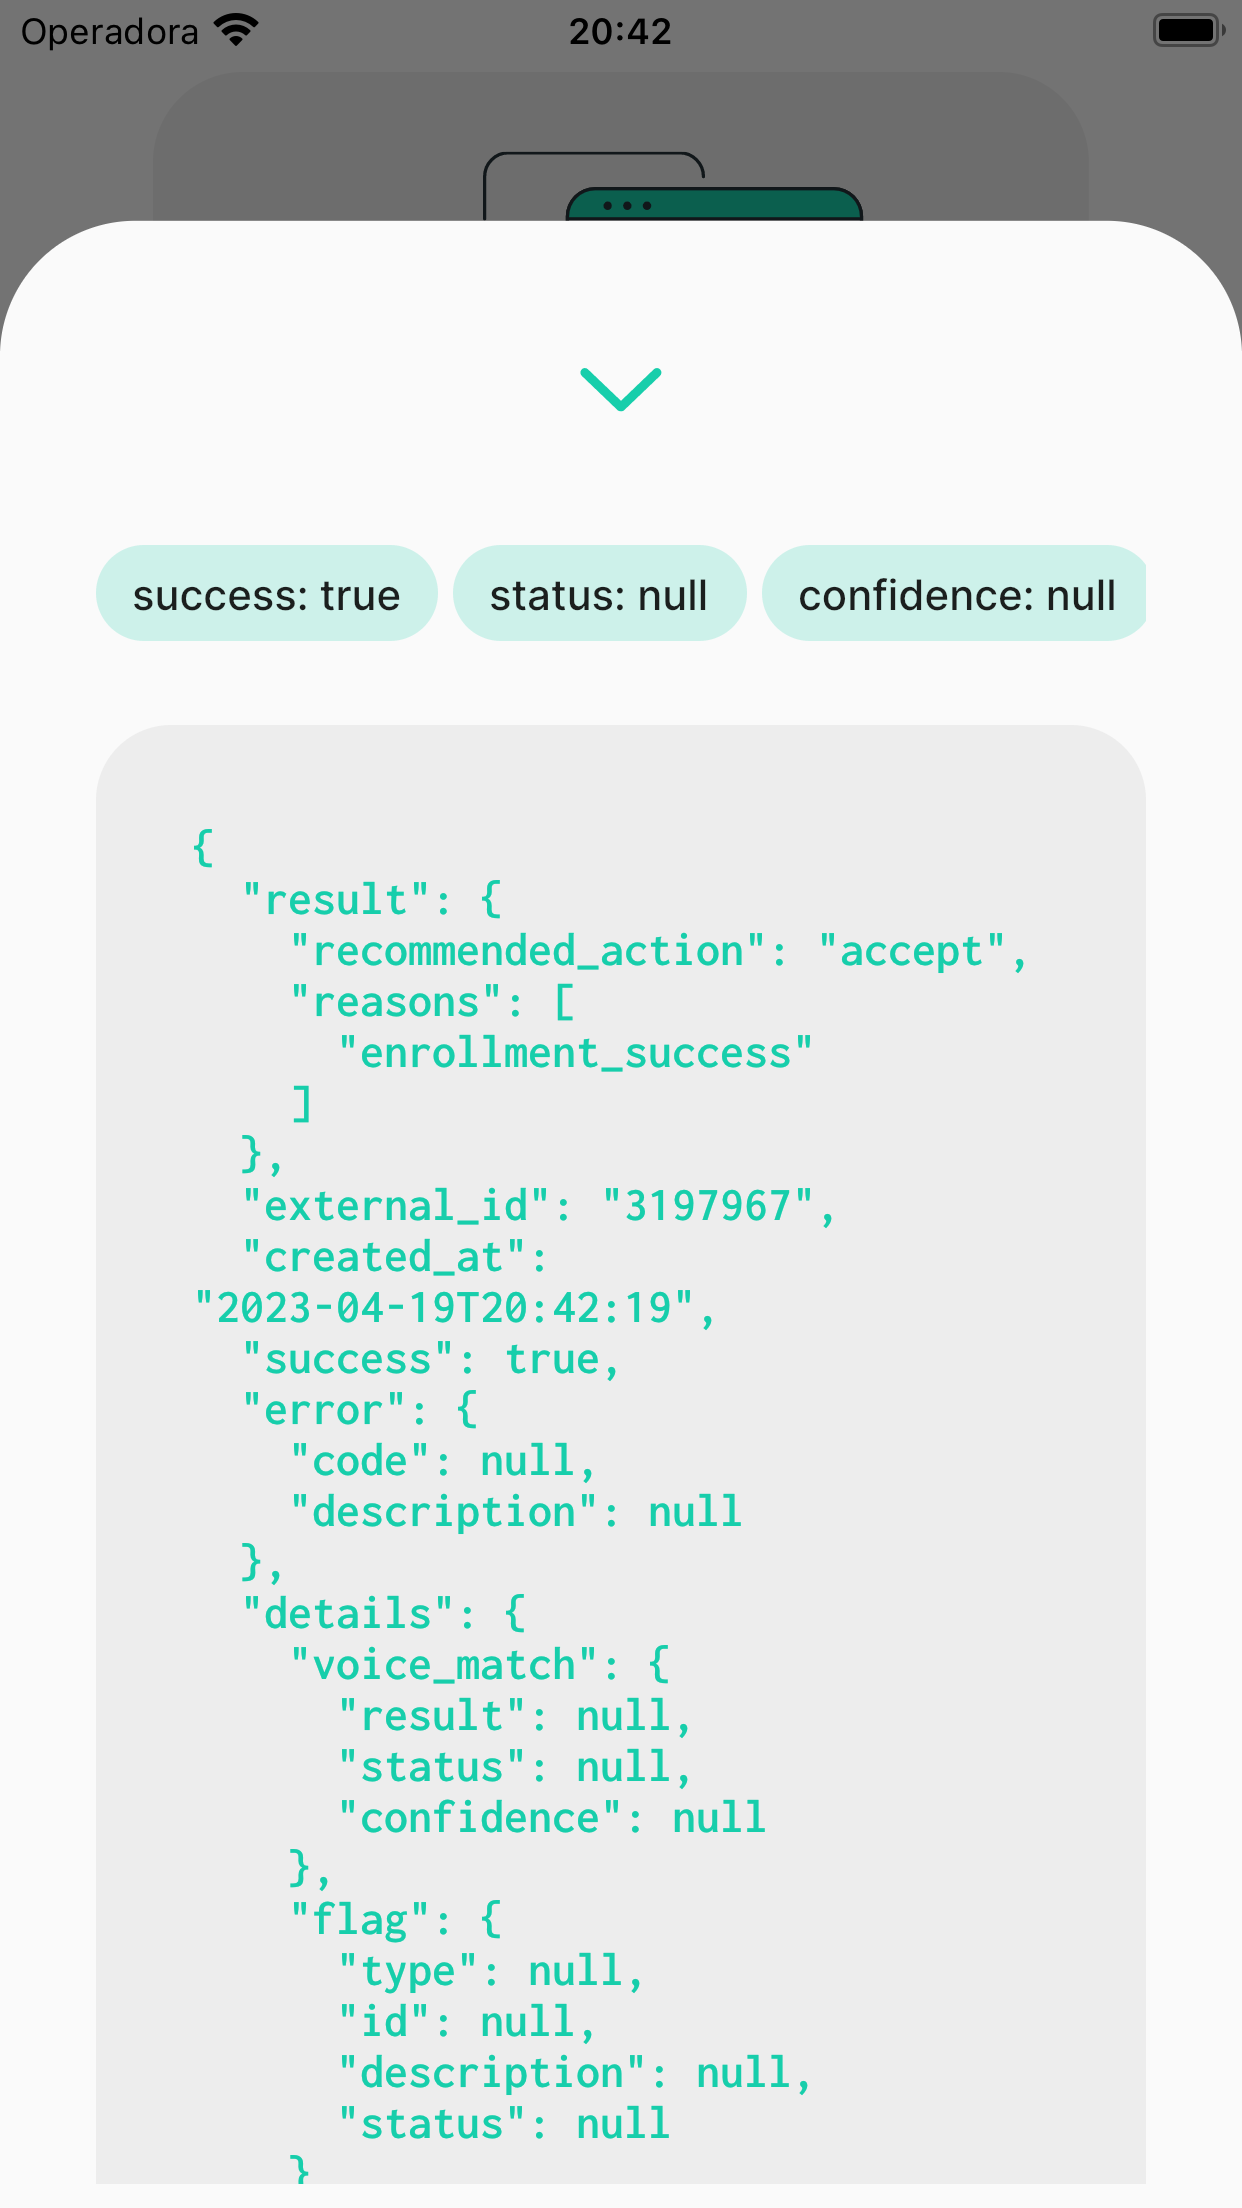 Operadora 20:42
success: true status: null confidence: null
{
  "result": {
    "recommended_action": "accept",
    "reasons": [
      "enrollment_success"
    ]
  },
  "external_id": "3197967",
  "created_at":
"2023-04-19T20:42:19",
  "success": true,
  "error": {
    "code": null,
    "description": null
  },
  "details": {
    "voice_match": {
      "result": null,
      "status": null,
      "confidence": null
    },
    "flag": {
      "type": null,
      "id": null,
      "description": null,
      "status": null
    }